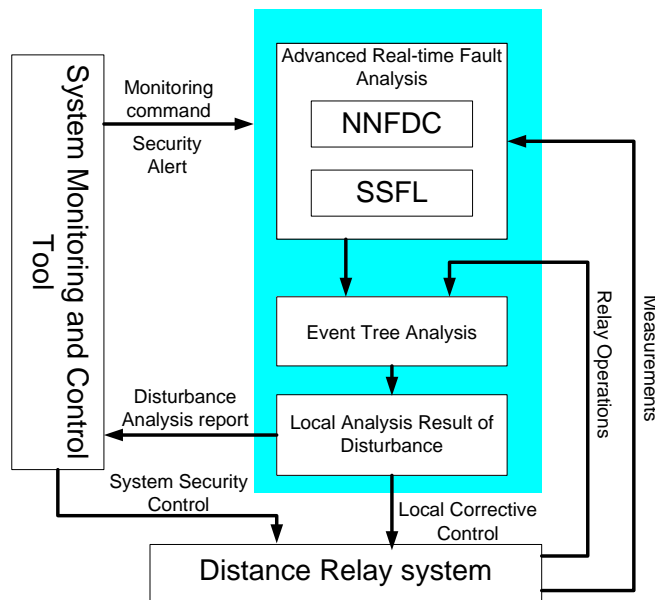 System Monitoring and Control
Tool
Monitoring
command
Security
Alert
Advanced Real-time Fault
Analysis
NNFDC
SSFL
Event Tree Analysis
Local Analysis Result of
Disturbance
Disturbance
Analysis report
System Security
Control
Local Corrective
Control
Relay Operations
Measurements
Distance Relay system